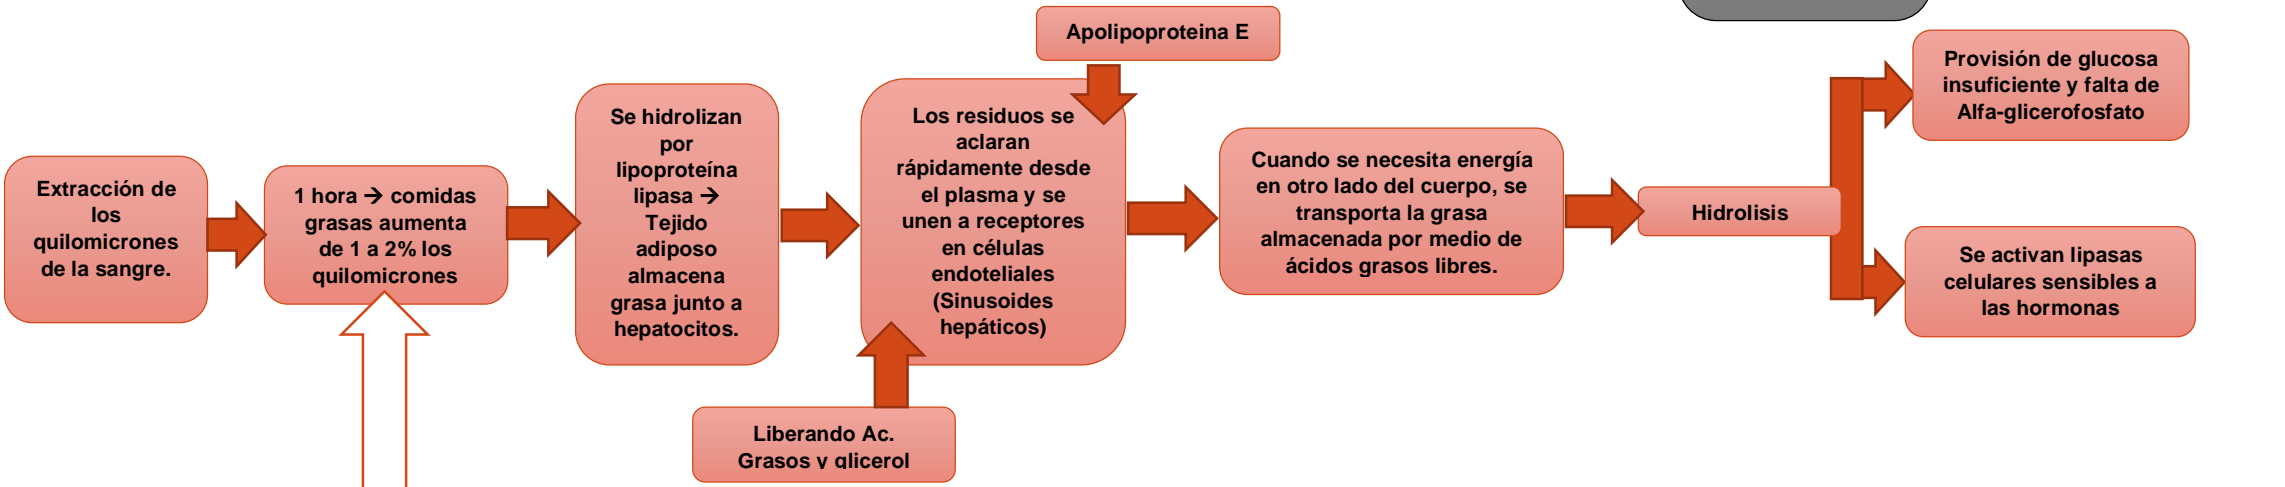 Extracción de
los
quilomicrones
de la sangre.
1 hora → comidas
grasas aumenta
de 1 a 2% los
quilomicrones
Se hidrolizan
por
lipoproteína
lipasa →
Tejido
adiposo
almacena
grasa junto a
hepatocitos.
Apolipoproteina E
Los residuos se
aclaran
rápidamente desde
el plasma y se
unen a receptores
en células
endoteliales
(Sinusoides
hepáticos)
Liberando Ac.
Grasos y glicerol
Cuando se necesita energía
en otro lado del cuerpo, se
transporta la grasa
almacenada por medio de
ácidos grasos libres.
Hidrolisis
Provisión de glucosa
insuficiente y falta de
Alfa-glicerofosfato
Se activan lipasas
celulares sensibles a
las hormonas